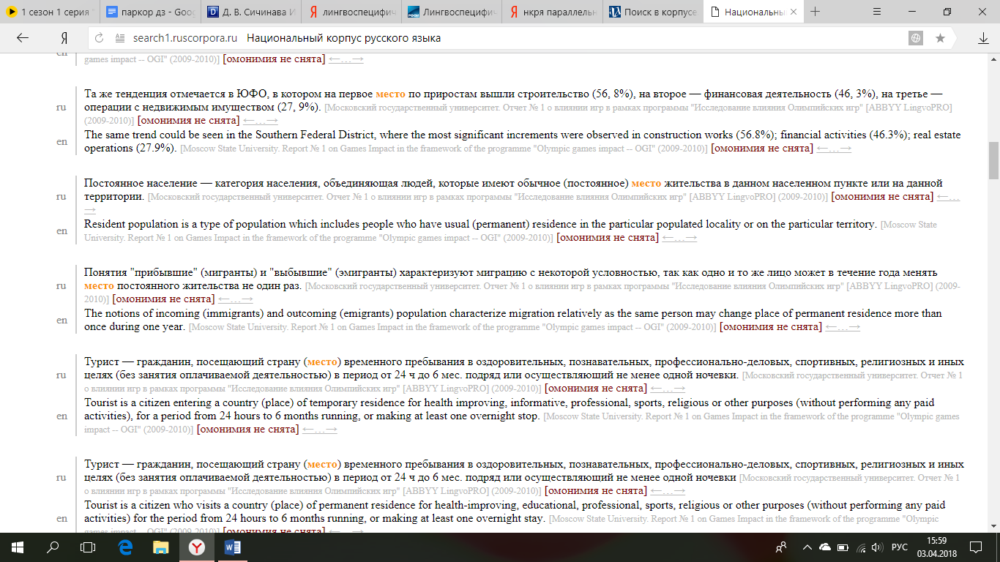 1 сезон 1 серия
паркор дз - Goog
Д. В. Сичинава И
лингвоспецифич
Лингвоспецифич
нкря параллельн
Поиск в корпусе
Национальны
search1.ruscorpora.ru Национальный корпус русского языка
en
games impact -- OGI" (2009-2010)] [омонимия не снята] ←…→
Та же тенденция отмечается в ЮФО, в котором на первое место по приростам вышли строительство (56, 8%), на второе — финансовая деятельность (46, 3%), на третье —
ru
операции с недвижимым имуществом (27, 9%). [Московский государственный университет. Отчет № 1 о влиянии игр в рамках программы "Исследование влияния Олимпийских игр" [ABBYY LingvoPRO]
(2009-2010)] [омонимия не снята] ←…→
The same trend could be seen in the Southern Federal District, where the most significant increments were observed in construction works (56.8%); financial activities (46.3%); real estate
en
operations (27.9%). [Moscow State University. Report № 1 on Games Impact in the framework of the programme "Olympic games impact -- OGI" (2009-2010)] [омонимия не снята] ←…→
Постоянное население — категория населения, объединяющая людей, которые имеют обычное (постоянное) место жительства в данном населенном пункте или на данной
ru
территории. [Московский государственный университет. Отчет № 1 о влиянии игр в рамках программы "Исследование влияния Олимпийских игр" [ABBYY LingvoPRO] (2009-2010)] [омонимия не снята] ←…
→
Resident population is a type of population which includes people who have usual (permanent) residence in the particular populated locality or on the particular territory. [Moscow State
en
University. Report № 1 on Games Impact in the framework of the programme "Olympic games impact -- OGI" (2009-2010)] [омонимия не снята] ←…→
Понятия "прибывшие" (мигранты) и "выбывшие" (эмигранты) характеризуют миграцию с некоторой условностью, так как одно и то же лицо может в течение года менять
ru
место постоянного жительства не один раз. [Московский государственный университет. Отчет № 1 о влиянии игр в рамках программы "Исследование влияния Олимпийских игр" [ABBYY LingvoPRO] (2009-
2010)] [омонимия не снята] ←…→
The notions of incoming (immigrants) and outcoming (emigrants) population characterize migration relatively as the same person may change place of permanent residence more than
en
once during one year. [Moscow State University. Report № 1 on Games Impact in the framework of the programme "Olympic games impact -- OGI" (2009-2010)] [омонимия не снята] ←…→
Турист — гражданин, посещающий страну (место) временного пребывания в оздоровительных, познавательных, профессионально-деловых, спортивных, религиозных и иных
ru
целях (без занятия оплачиваемой деятельностью) в период от 24 ч до 6 мес. подряд или осуществляющий не менее одной ночевки. [Московский государственный университет. Отчет № 1
о влиянии игр в рамках программы "Исследование влияния Олимпийских игр" [ABBYY LingvoPRO] (2009-2010)] [омонимия не снята] ←…→
Tourist is a citizen entering a country (place) of temporary residence for health improving, informative, professional, sports, religious or other purposes (without performing any paid
en
activities), for a period from 24 hours to 6 months running, or making at least one overnight stop. [Moscow State University. Report № 1 on Games Impact in the framework of the programme "Olympic games
impact -- OGI" (2009-2010)] [омонимия не снята] ←…→
Турист — гражданин, посещающий страну (место) временного пребывания в оздоровительных, познавательных, профессионально-деловых, спортивных, религиозных и иных
ru
целях (без занятия оплачиваемой деятельностью) в период от 24 ч до 6 мес. подряд или осуществляющий не менее одной ночевки [Московский государственный университет. Отчет № 1
о влиянии игр в рамках программы "Исследование влияния Олимпийских игр" [ABBYY LingvoPRO] (2009-2010)] [омонимия не снята] ←…→
Tourist is a citizen who visits a country (place) of permanent residence for health-improving, educational, professional, sports, religious or other purposes (without performing any paid
en
activities) for the period from 24 hours to 6 months running, or making at least one overnight stay. [Moscow State University. Report № 1 on Games Impact in the framework of the programme "Olympic
games impact -- OGI" (2009-2010)] [омонимия не снята] ←…→
РУС
15:59
03.04.2018